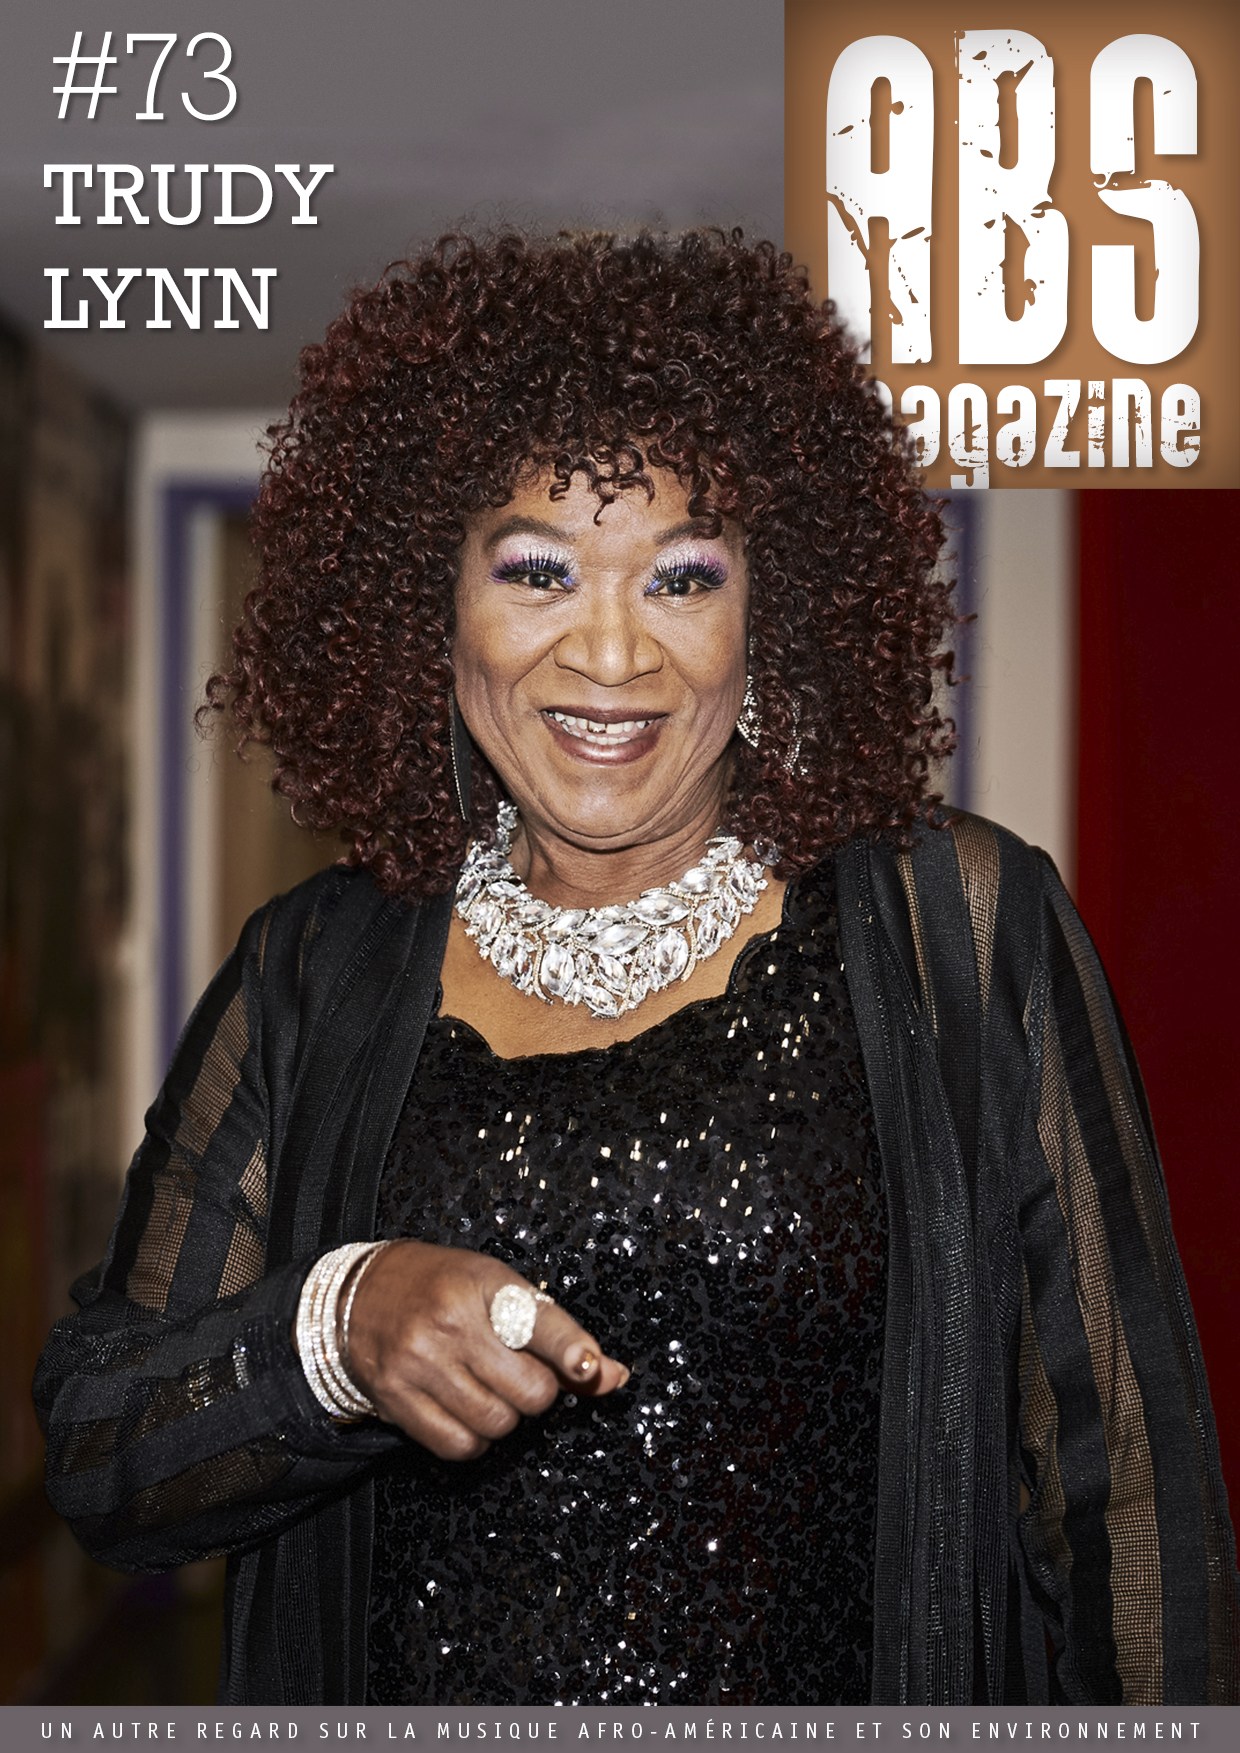 #73
TRUDY
LYNN
ABS
magazine
UN AUTRE REGARD SUR LA MUSIQUE AFRO-AMÉRICAINE ET SON ENVIRONNEMENT